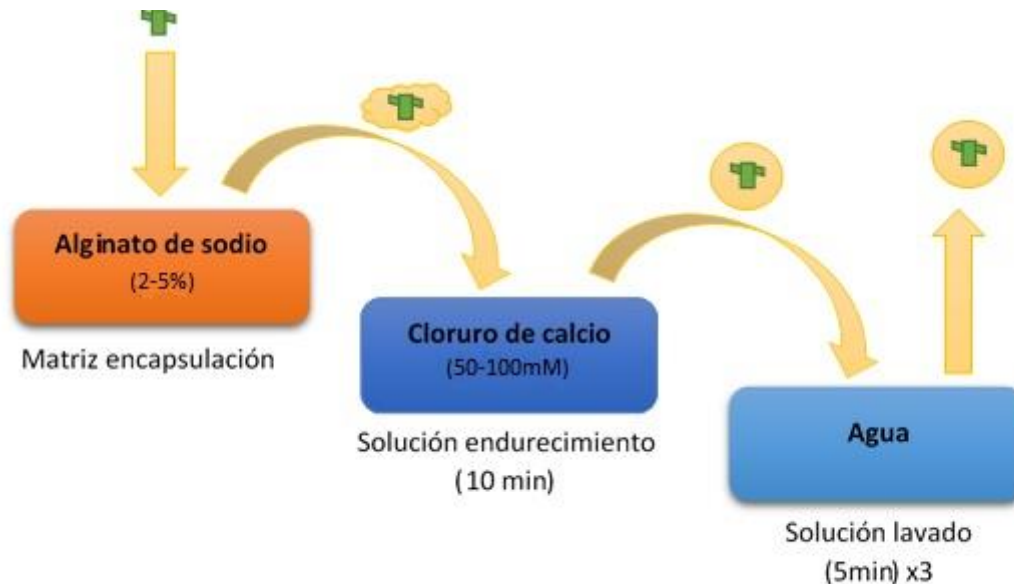 Alginato de sodio
(2-5%)
Matriz encapsulación
Cloruro de calcio
(50-100mM)
Solución endurecimiento
(10 min)
Agua
Solución lavado
(5min) x3